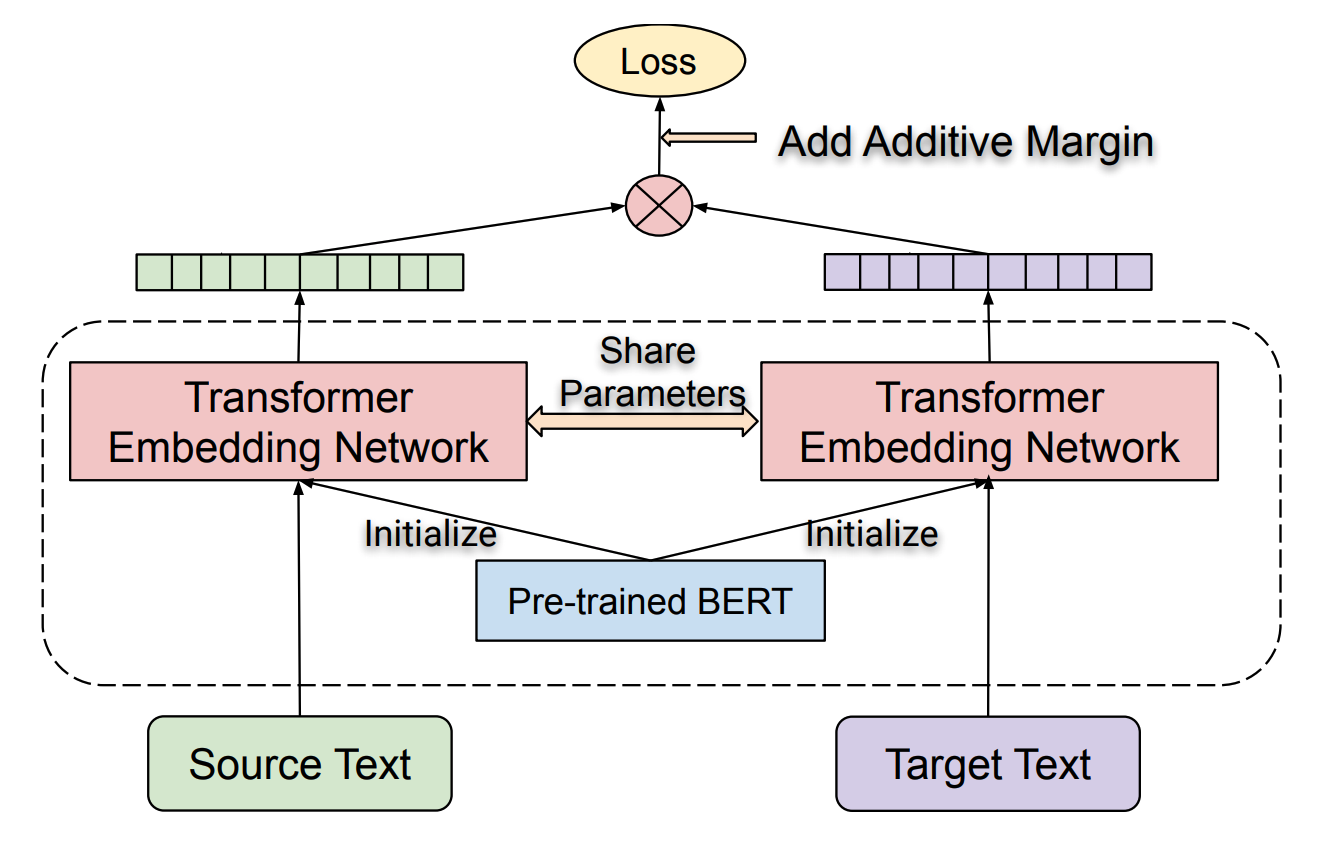 Loss
Add Additive Margin
Share
Parameters
Transformer
Embedding Network
Transformer
Embedding Network
Initialize
Initialize
Pre-trained BERT
Source Text
Target Text